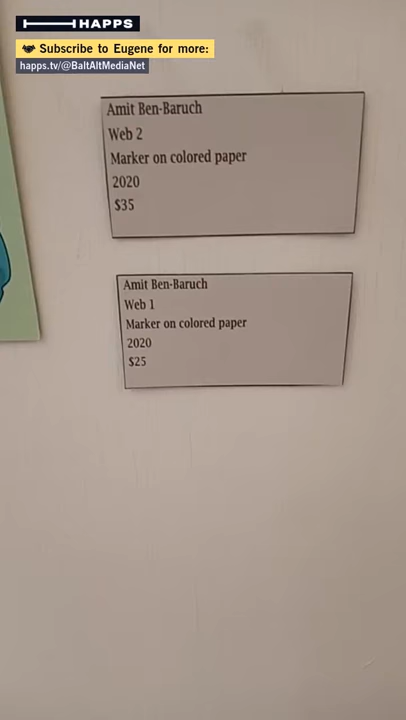 HAPPS
Subscribe to Eugene for more:
happs.tv/@BaltAltMediaNet
Amit Ben-Baruch
Web 2
Marker on colored paper
2020
$35
Amit Ben-Baruch
Web 1
Marker on colored paper
2020
$25